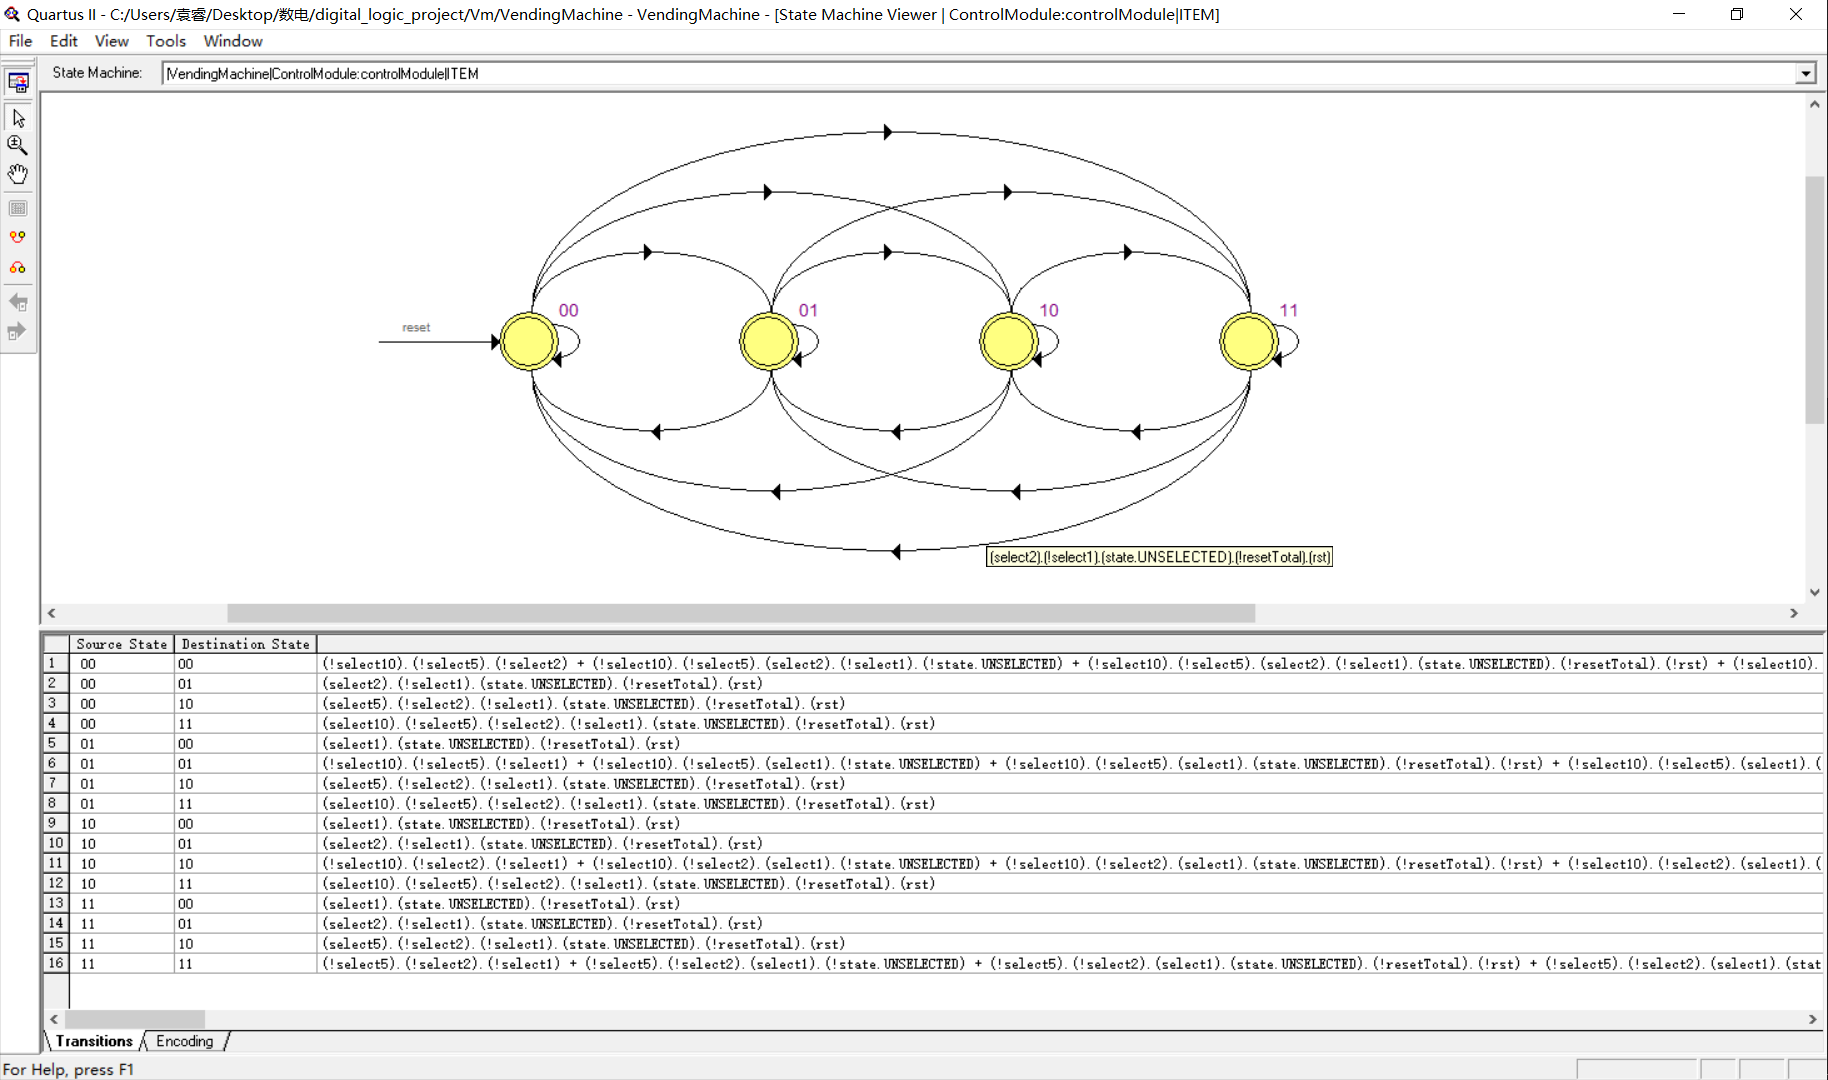 Quartus II - C:/Users/袁睿/Desktop/数电/digital_logic_project/Vm/VendingMachine - VendingMachine - [State Machine Viewer | ControlModule:controlModule|ITEM]
File Edit View Tools Window
State Machine: |VendingMachine|ControlModule:controlModule|ITEM
reset
00 01 10 11
(select2).(!select1).(state.UNSELECTED).(!resetTotal).(rst)
Source State Destination State
1 00 00 (!select10).(!select5).(!select2) + (!select10).(!select5).(select2).(!select1).(!state.UNSELECTED) + (!select10).(!select5).(select2).(!select1).(state.UNSELECTED).(!resetTotal).(!rst) + (!select10).
2 00 01 (select2).(!select1).(state.UNSELECTED).(!resetTotal).(rst)
3 00 10 (select5).(!select2).(!select1).(state.UNSELECTED).(!resetTotal).(rst)
4 00 11 (select10).(!select5).(!select2).(!select1).(state.UNSELECTED).(!resetTotal).(rst)
5 01 00 (select1).(state.UNSELECTED).(!resetTotal).(rst)
6 01 01 (!select10).(!select5).(!select1) + (!select10).(!select5).(select1).(!state.UNSELECTED) + (!select10).(!select5).(select1).(state.UNSELECTED).(!resetTotal).(!rst) + (!select10).(!select5).(select1).(
7 01 10 (select5).(!select2).(!select1).(state.UNSELECTED).(!resetTotal).(rst)
8 01 11 (select10).(!select5).(!select2).(!select1).(state.UNSELECTED).(!resetTotal).(rst)
9 10 00 (select1).(state.UNSELECTED).(!resetTotal).(rst)
10 10 01 (select2).(!select1).(state.UNSELECTED).(!resetTotal).(rst)
11 10 10 (!select10).(!select2).(!select1) + (!select10).(!select2).(select1).(!state.UNSELECTED) + (!select10).(!select2).(select1).(state.UNSELECTED).(!resetTotal).(!rst) + (!select10).(!select2).(select1).(
12 10 11 (select10).(!select5).(!select2).(!select1).(state.UNSELECTED).(!resetTotal).(rst)
13 11 00 (select1).(state.UNSELECTED).(!resetTotal).(rst)
14 11 01 (select2).(!select1).(state.UNSELECTED).(!resetTotal).(rst)
15 11 10 (select5).(!select2).(!select1).(state.UNSELECTED).(!resetTotal).(rst)
16 11 11 (!select5).(!select2).(!select1) + (!select5).(!select2).(select1).(!state.UNSELECTED) + (!select5).(!select2).(select1).(state.UNSELECTED).(!resetTotal).(!rst) + (!select5).(!select2).(select1).(stat
Transitions Encoding
For Help, press F1